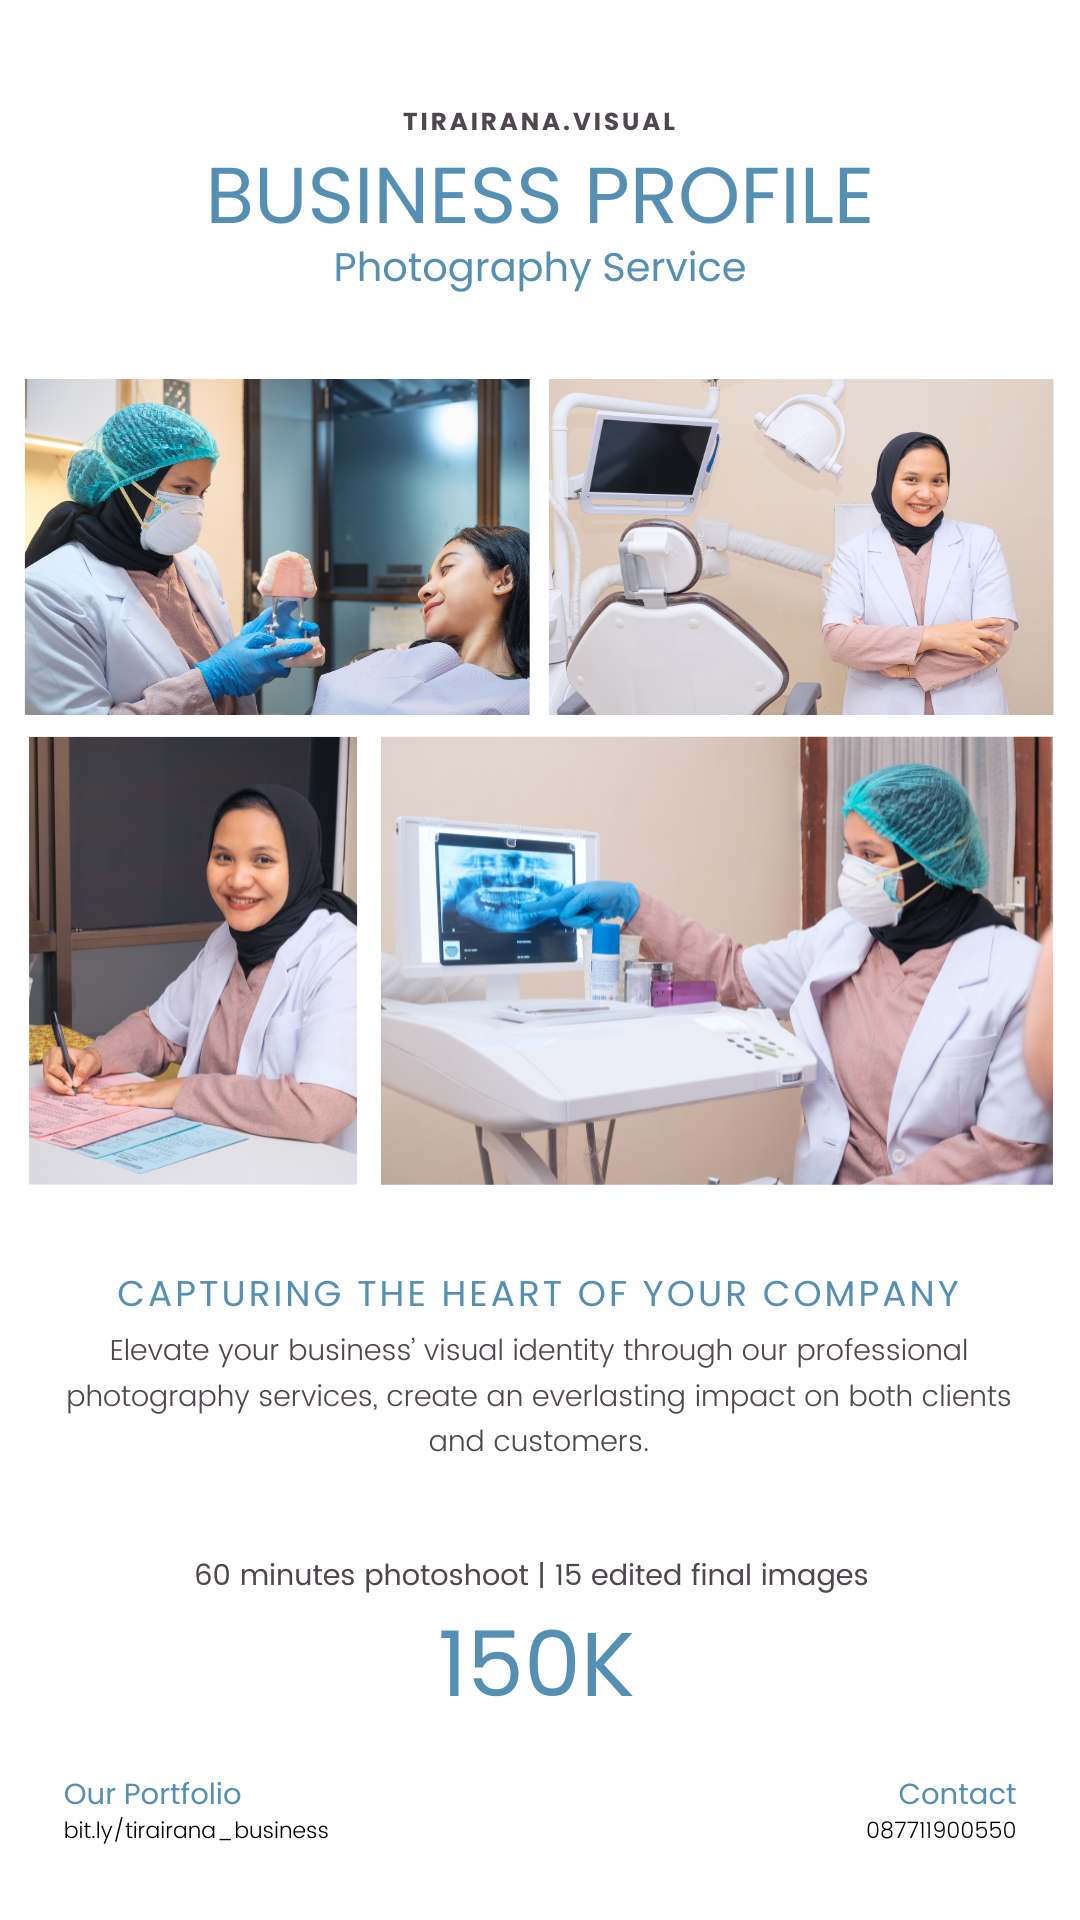 TIRAIRANA.VISUAL
BUSINESS PROFILE
Photography Service
CAPTURING THE HEART OF YOUR COMPANY
Elevate your business’ visual identity through our professional
photography services, create an everlasting impact on both clients
and customers.
60 minutes photoshoot | 15 edited final images
150K
Our Portfolio
bit.ly/tirairana_business
Contact
087711900550